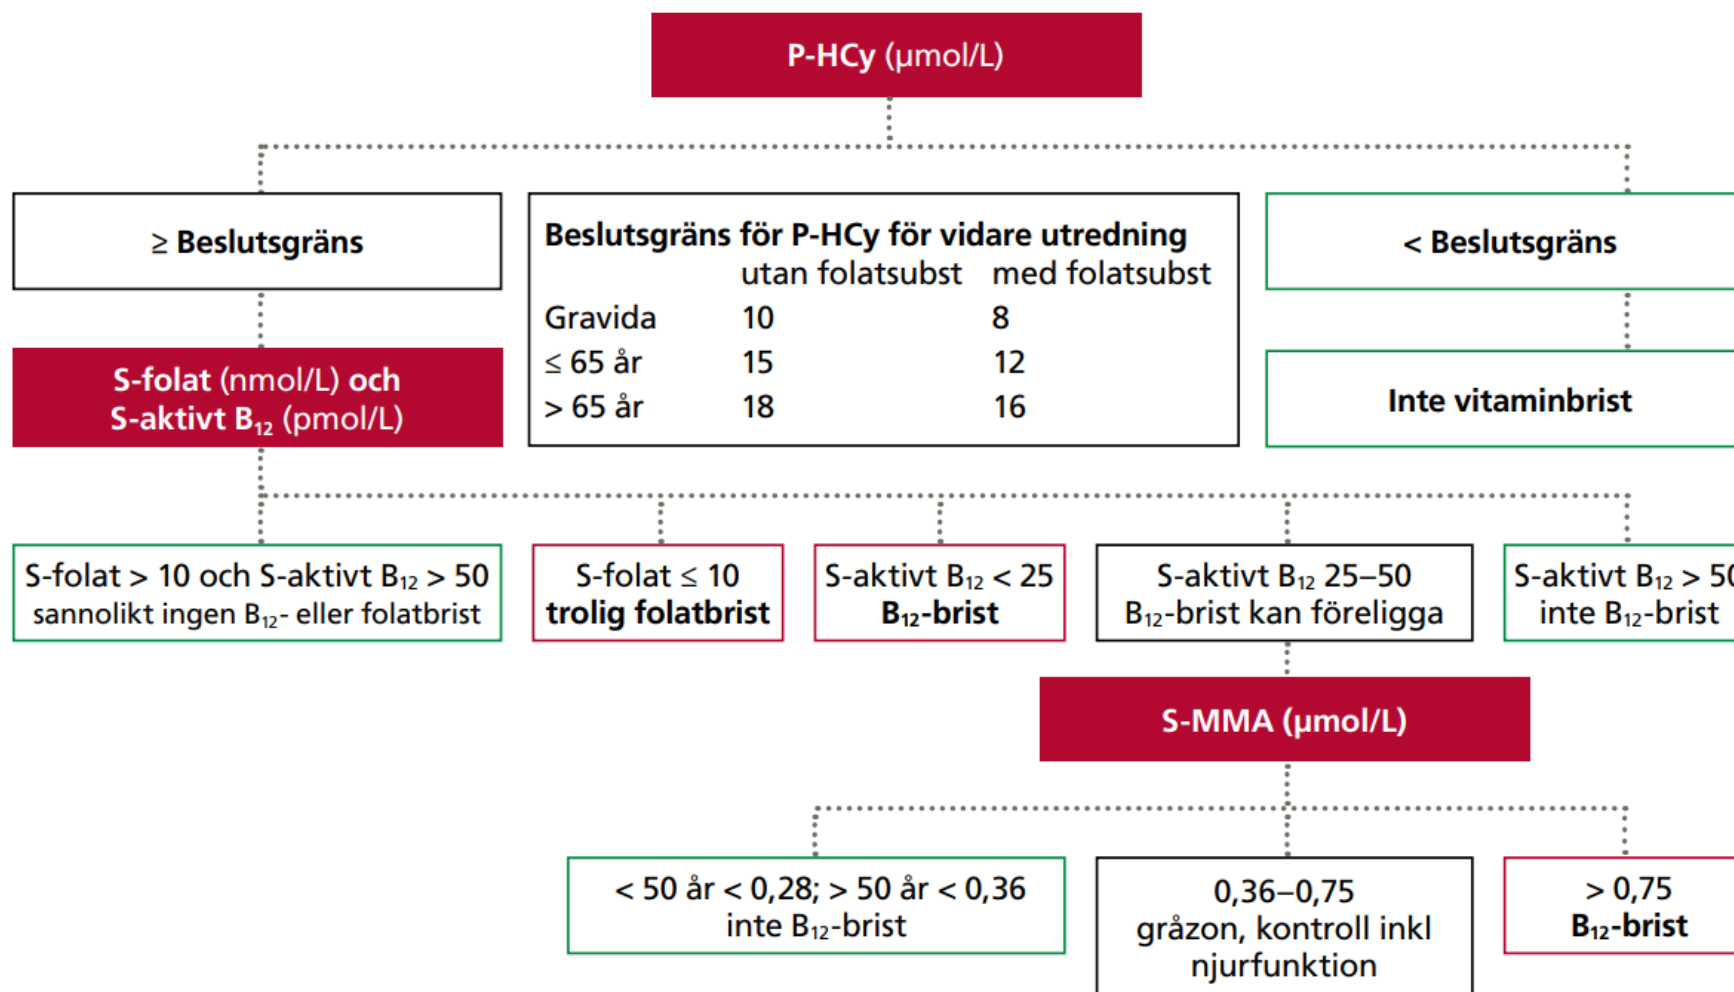 P-HCy (µmol/L)
≥ Beslutsgräns
Beslutsgräns för P-HCy för vidare utredning
utan folatsubst med folatsubst
Gravida 10 8
≤ 65 år 15 12
> 65 år 18 16
< Beslutsgräns
S-folat (nmol/L) och
S-aktivt B₁₂ (pmol/L)
Inte vitaminbrist
S-folat > 10 och S-aktivt B₁₂ > 50
sannolikt ingen B₁₂- eller folatbrist
S-folat ≤ 10
trolig folatbrist
S-aktivt B₁₂ < 25
B₁₂-brist
S-aktivt B₁₂ 25–50
B₁₂-brist kan föreligga
S-aktivt B₁₂ > 50
inte B₁₂-brist
S-MMA (µmol/L)
< 50 år < 0,28; > 50 år < 0,36
inte B₁₂-brist
0,36–0,75
gråzon, kontroll inkl
njurfunktion
> 0,75
B₁₂-brist